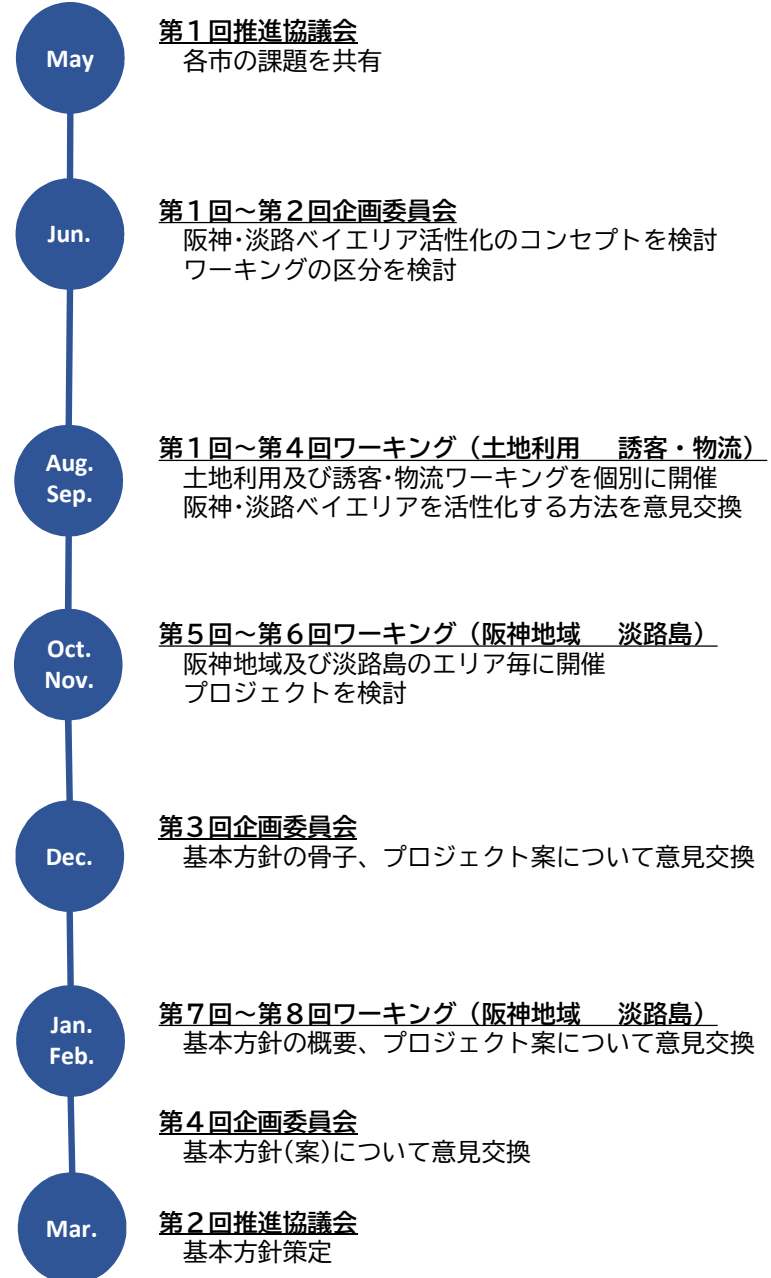 May
第１回推進協議会
各市の課題を共有
Jun.
第１回～第２回企画委員会
阪神・淡路ベイエリア活性化のコンセプトを検討
ワーキングの区分を検討
Aug.
Sep.
第１回～第４回ワーキング（土地利用　 誘客・物流）
土地利用及び誘客・物流ワーキングを個別に開催
阪神・淡路ベイエリアを活性化する方法を意見交換
Oct.
Nov.
第５回～第６回ワーキング（阪神地域　 淡路島）
阪神地域及び淡路島のエリア毎に開催
プロジェクトを検討
Dec.
第３回企画委員会
基本方針の骨子、プロジェクト案について意見交換
Jan.
Feb.
第７回～第８回ワーキング（阪神地域　 淡路島）
基本方針の概要、プロジェクト案について意見交換
第４回企画委員会
基本方針(案)について意見交換
Mar.
第２回推進協議会
基本方針策定